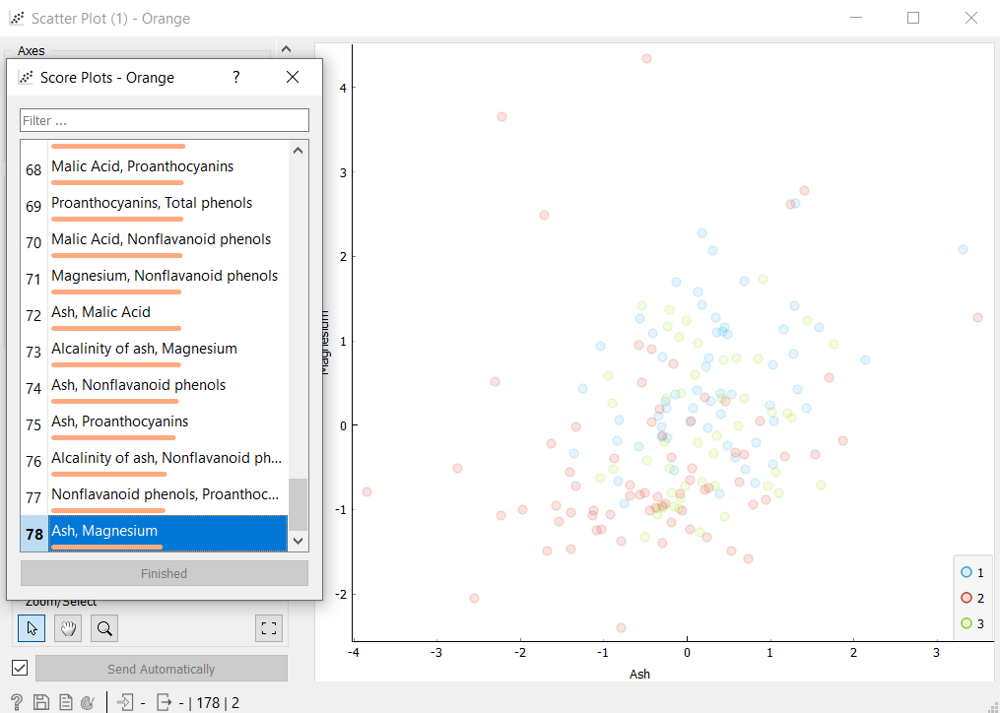 Scatter Plot (1) - Orange
Axes
Score Plots - Orange
?
Filter ...
68 Malic Acid, Proanthocyanins
69 Proanthocyanins, Total phenols
70 Malic Acid, Nonflavanoid phenols
71 Magnesium, Nonflavanoid phenols
72 Ash, Malic Acid
73 Alcalinity of ash, Magnesium
74 Ash, Nonflavanoid phenols
75 Ash, Proanthocyanins
76 Alcalinity of ash, Nonflavanoid ph...
77 Nonflavanoid phenols, Proanthoc...
78 Ash, Magnesium
Finished
Zoom/Select
Send Automatically
? - - | 178 | 2
Magnesium
4
3
2
1
0
-1
-2
-4 -3 -2 -1 0 1 2 3
Ash
1
2
3